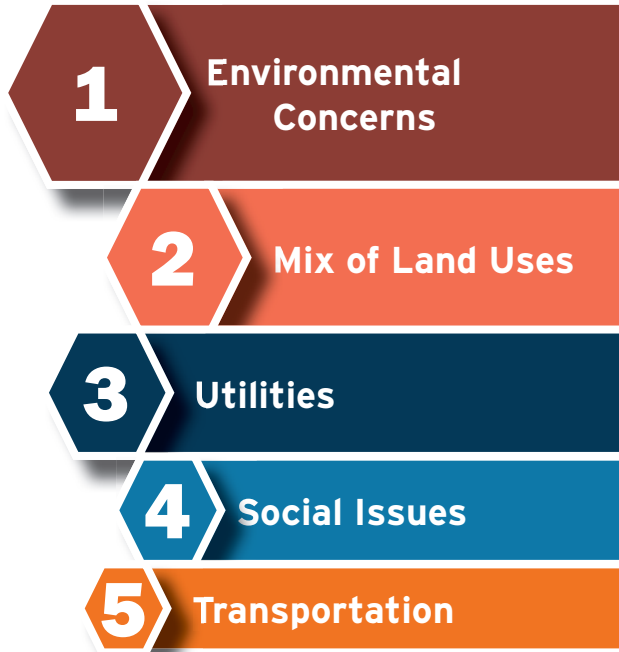 1
Environmental
Concerns
2
Mix of Land Uses
3
Utilities
4
Social Issues
5
Transportation